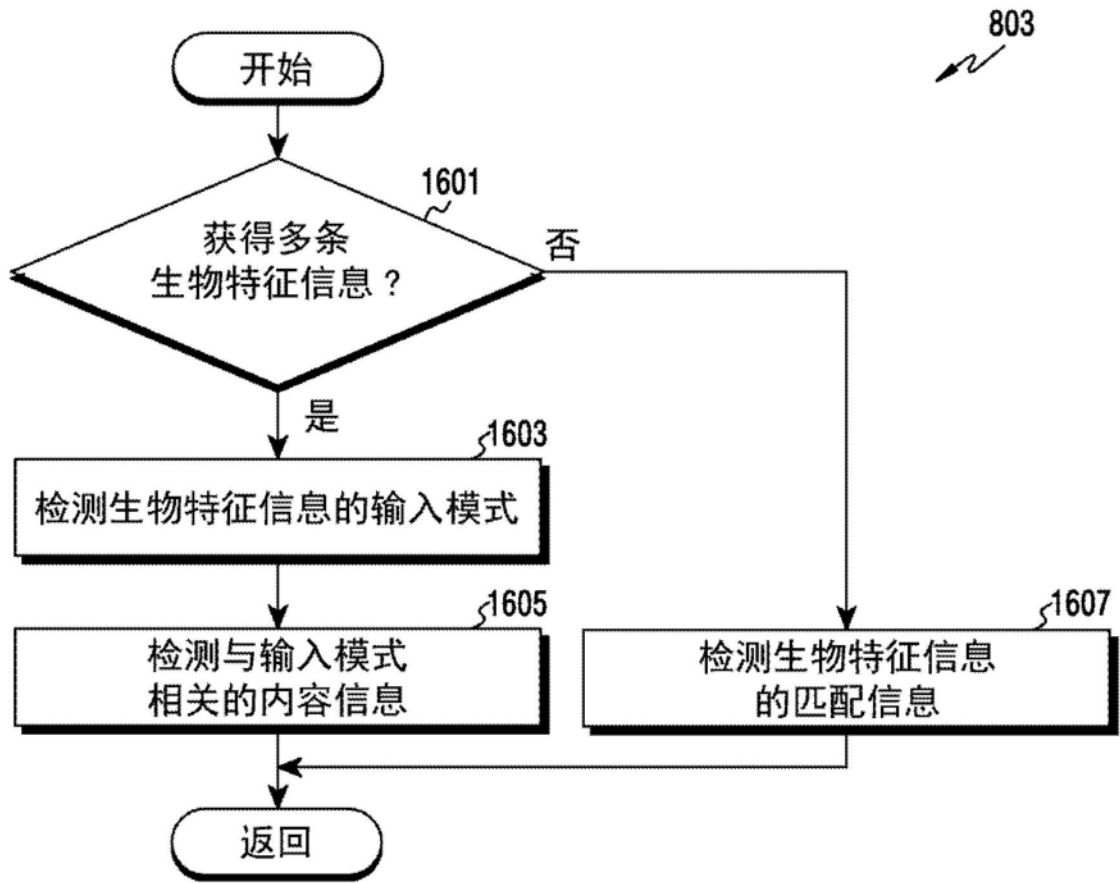 803
开始
1601
获得多条
生物特征信息？
否
是
1603
检测生物特征信息的输入模式
1605
检测与输入模式
相关的内容信息
1607
检测生物特征信息
的匹配信息
返回